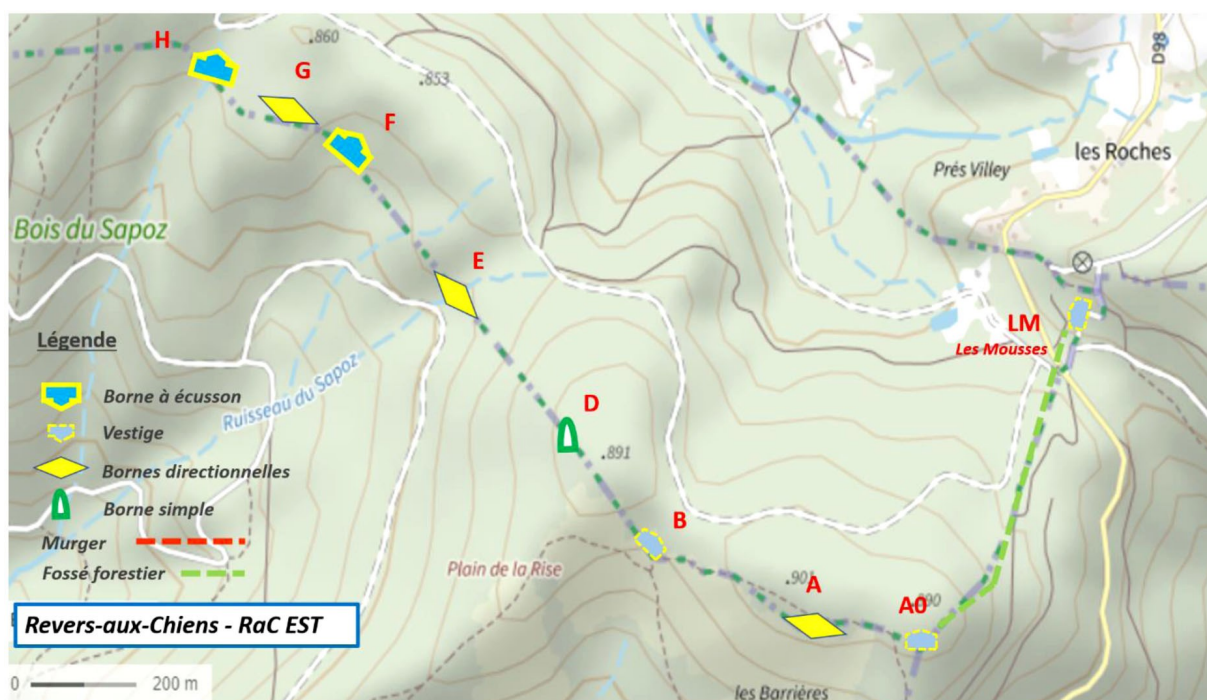 H
.860
G
.853
F
D98
les Roches
Prés Villey
Bois du Sapoz
E
LM
Les Mousses
Légende
Borne à écusson
Ruisseau du Sapoz
D
.891
Vestige
Bornes directionnelles
Borne simple
B
Murger
Plain de la Rise
Fossé forestier
A
A0
Revers-aux-Chiens - RaC EST
0
200 m
les Barrières